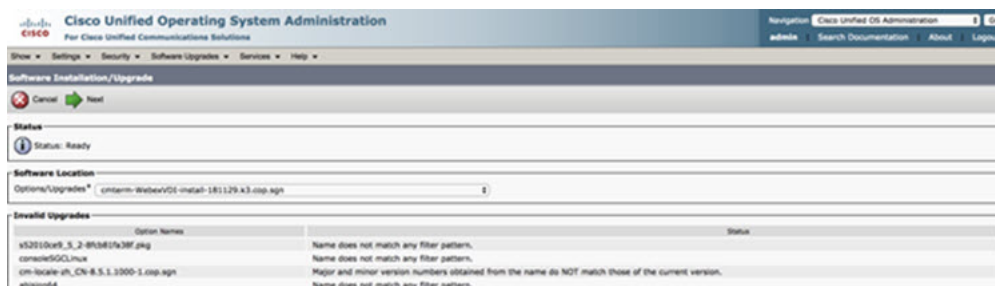 cisco
Cisco Unified Operating System Administration
For Cisco Unified Communications Solutions
Navigation Cisco Unified OS Administration
admin Search Documentation About Logou
Show Settings Security Software Upgrades Services Help
Software Installation/Upgrade
Cancel Next
Status
Status: Ready
Software Location
Options/Upgrades* cmterm-WebexVDI-install-181129.k3.cop.sgn
Invalid Upgrades
Option Names Status
Name does not match any filter pattern.
consoleSGCLinux Name does not match any filter pattern.
cm-locale-zh_CN-8.5.1.1000-1.cop.sgn Major and minor version numbers obtained from the name do NOT match those of the current version.
Name does not match any filter pattern.